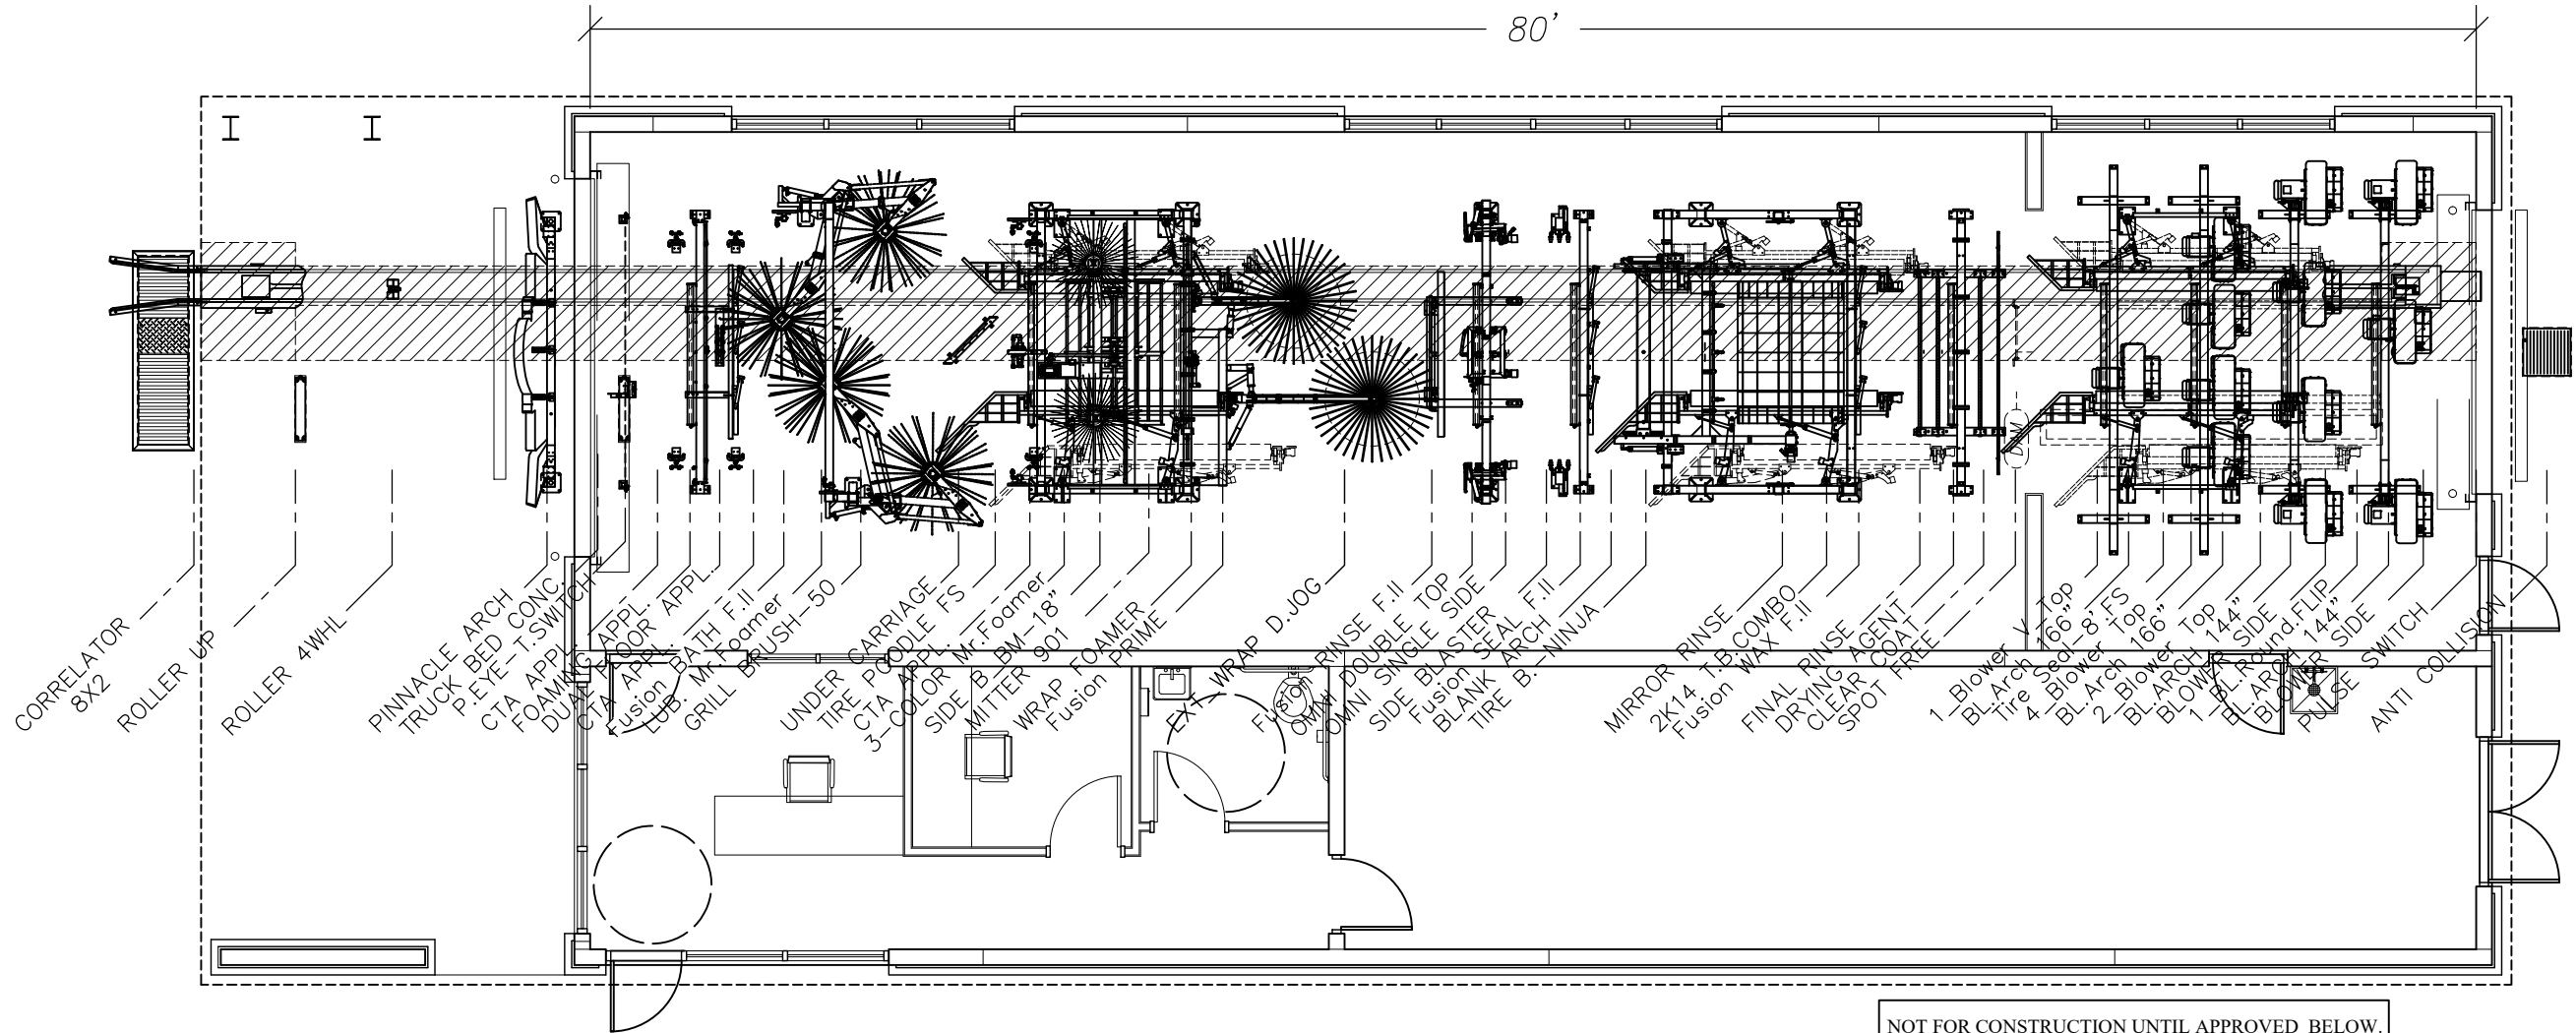 80'
CORRELATOR
8X2
ROLLER UP
ROLLER 4WHL
PINNACLE ARCH
TRUCK BED CONC.
P.EYE-T.SWITCH
CTA APPL.
FOAMING APPL.
DUAL FLOOR APPL.
CTA APPL.
Fusion BATH F.II
LUB. Mr.Foamer
GRILL BRUSH-50
UNDER CARRIAGE
TIRE POODLE FS
CTA APPL.
3-COLOR Mr.Foamer
SIDE B_BM-18"
MITTER 901
WRAP FOAMER
Fusion PRIME
EXT_WRAP D.JOG
Fusion RINSE F.II
OMNI DOUBLE TOP
OMNI SINGLE SIDE
SIDE BLASTER
Fusion SEAL F.II
BLANK ARCH
TIRE B.-NINJA
MIRROR RINSE
2K14 T.B.COMBO
Fusion WAX F.II
FINAL RINSE
DRYING AGENT
CLEAR COAT
SPOT FREE
1_Blower V_Top
BL.Arch 166"
Tire Seal-8'.FS
4_Blower Top
BL.Arch 166"
2_Blower Top
BL.ARCH 144"
BLOWER SIDE
1_BL.Round.FLIP
BL.ARCH 144"
BLOWER SIDE
PULSE SWITCH
ANTI COLLISION
NOT FOR CONSTRUCTION UNTIL APPROVED BELOW.